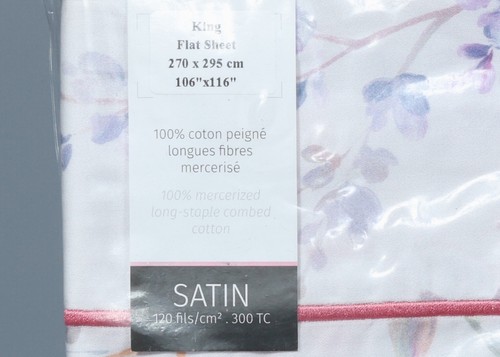 King
Flat Sheet
270 x 295 cm
106"x116"
100% coton peigné
longues fibres
mercerisé
100% mercerized
long-staple combed
cotton
SATIN
120 fils/cm² . 300 TC